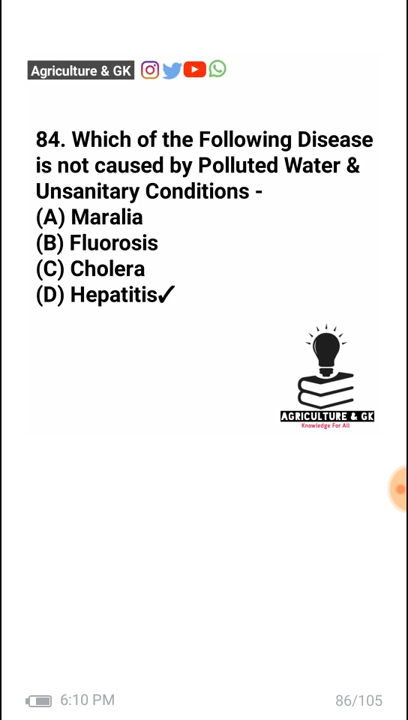 Agriculture & GK
84. Which of the Following Disease
is not caused by Polluted Water &
Unsanitary Conditions -
(A) Maralia
(B) Fluorosis
(C) Cholera
(D) Hepatitis✓
AGRICULTURE & GK
Knowledge For All
6:10 PM 86/105